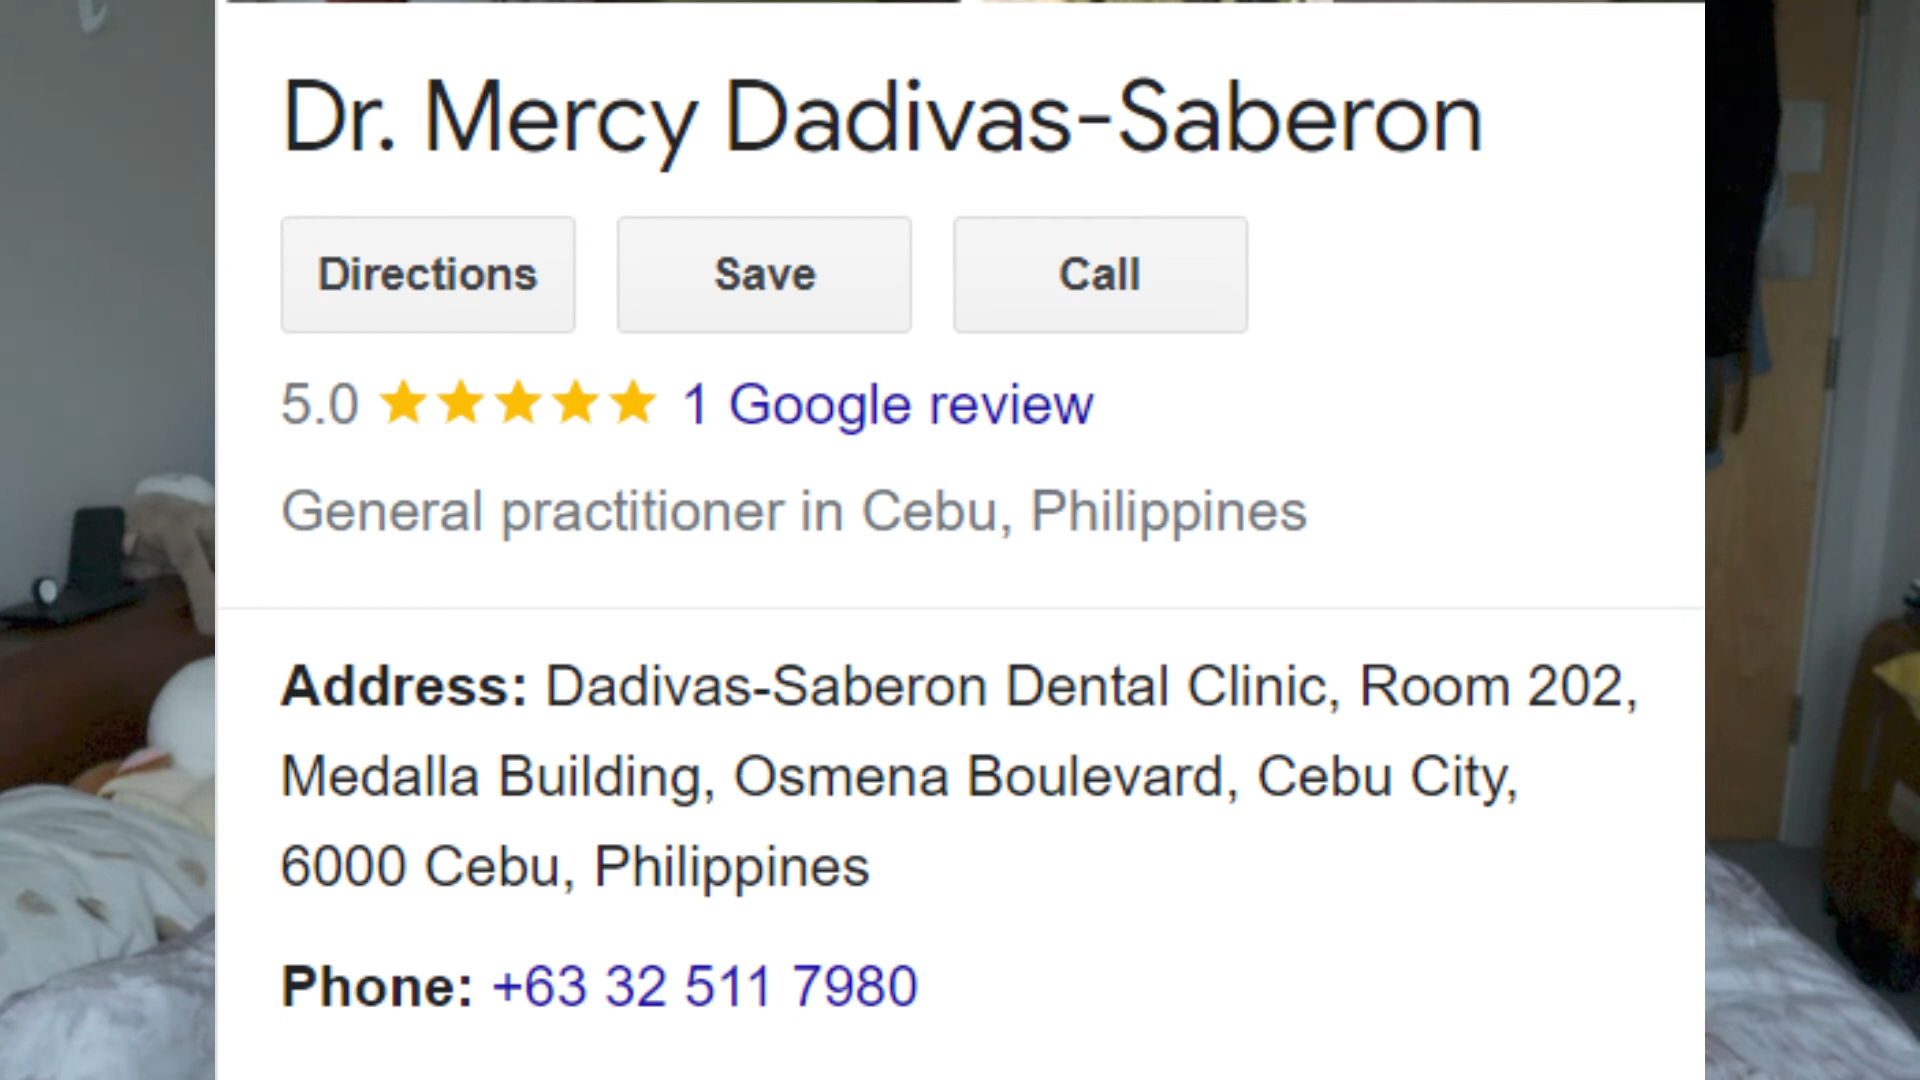 Dr. Mercy Dadivas-Saberon
Directions Save Call
5.0 ★★★★★ 1 Google review
General practitioner in Cebu, Philippines
Address: Dadivas-Saberon Dental Clinic, Room 202,
Medalla Building, Osmena Boulevard, Cebu City,
6000 Cebu, Philippines
Phone: +63 32 511 7980